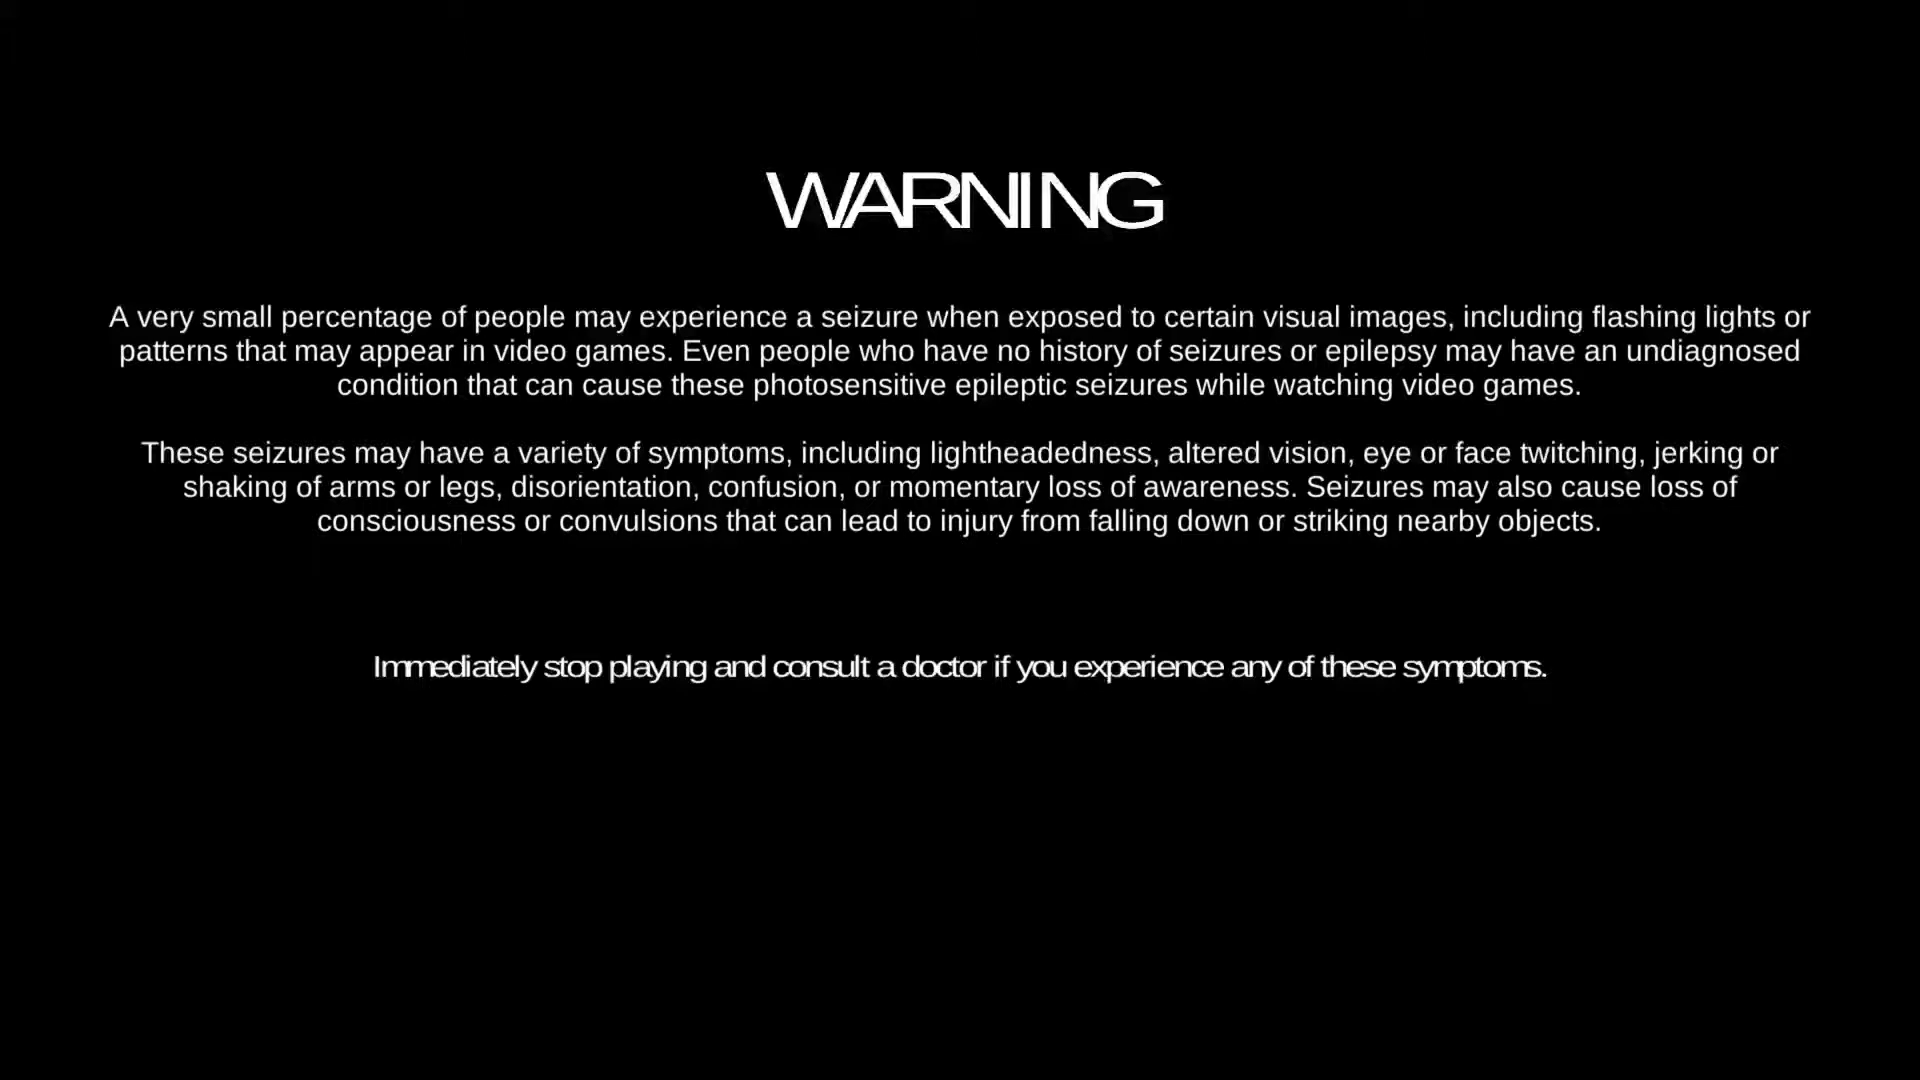 WARNING
A very small percentage of people may experience a seizure when exposed to certain visual images, including flashing lights or
patterns that may appear in video games. Even people who have no history of seizures or epilepsy may have an undiagnosed
condition that can cause these photosensitive epileptic seizures while watching video games.
These seizures may have a variety of symptoms, including lightheadedness, altered vision, eye or face twitching, jerking or
shaking of arms or legs, disorientation, confusion, or momentary loss of awareness. Seizures may also cause loss of
consciousness or convulsions that can lead to injury from falling down or striking nearby objects.
Immediately stop playing and consult a doctor if you experience any of these symptoms.